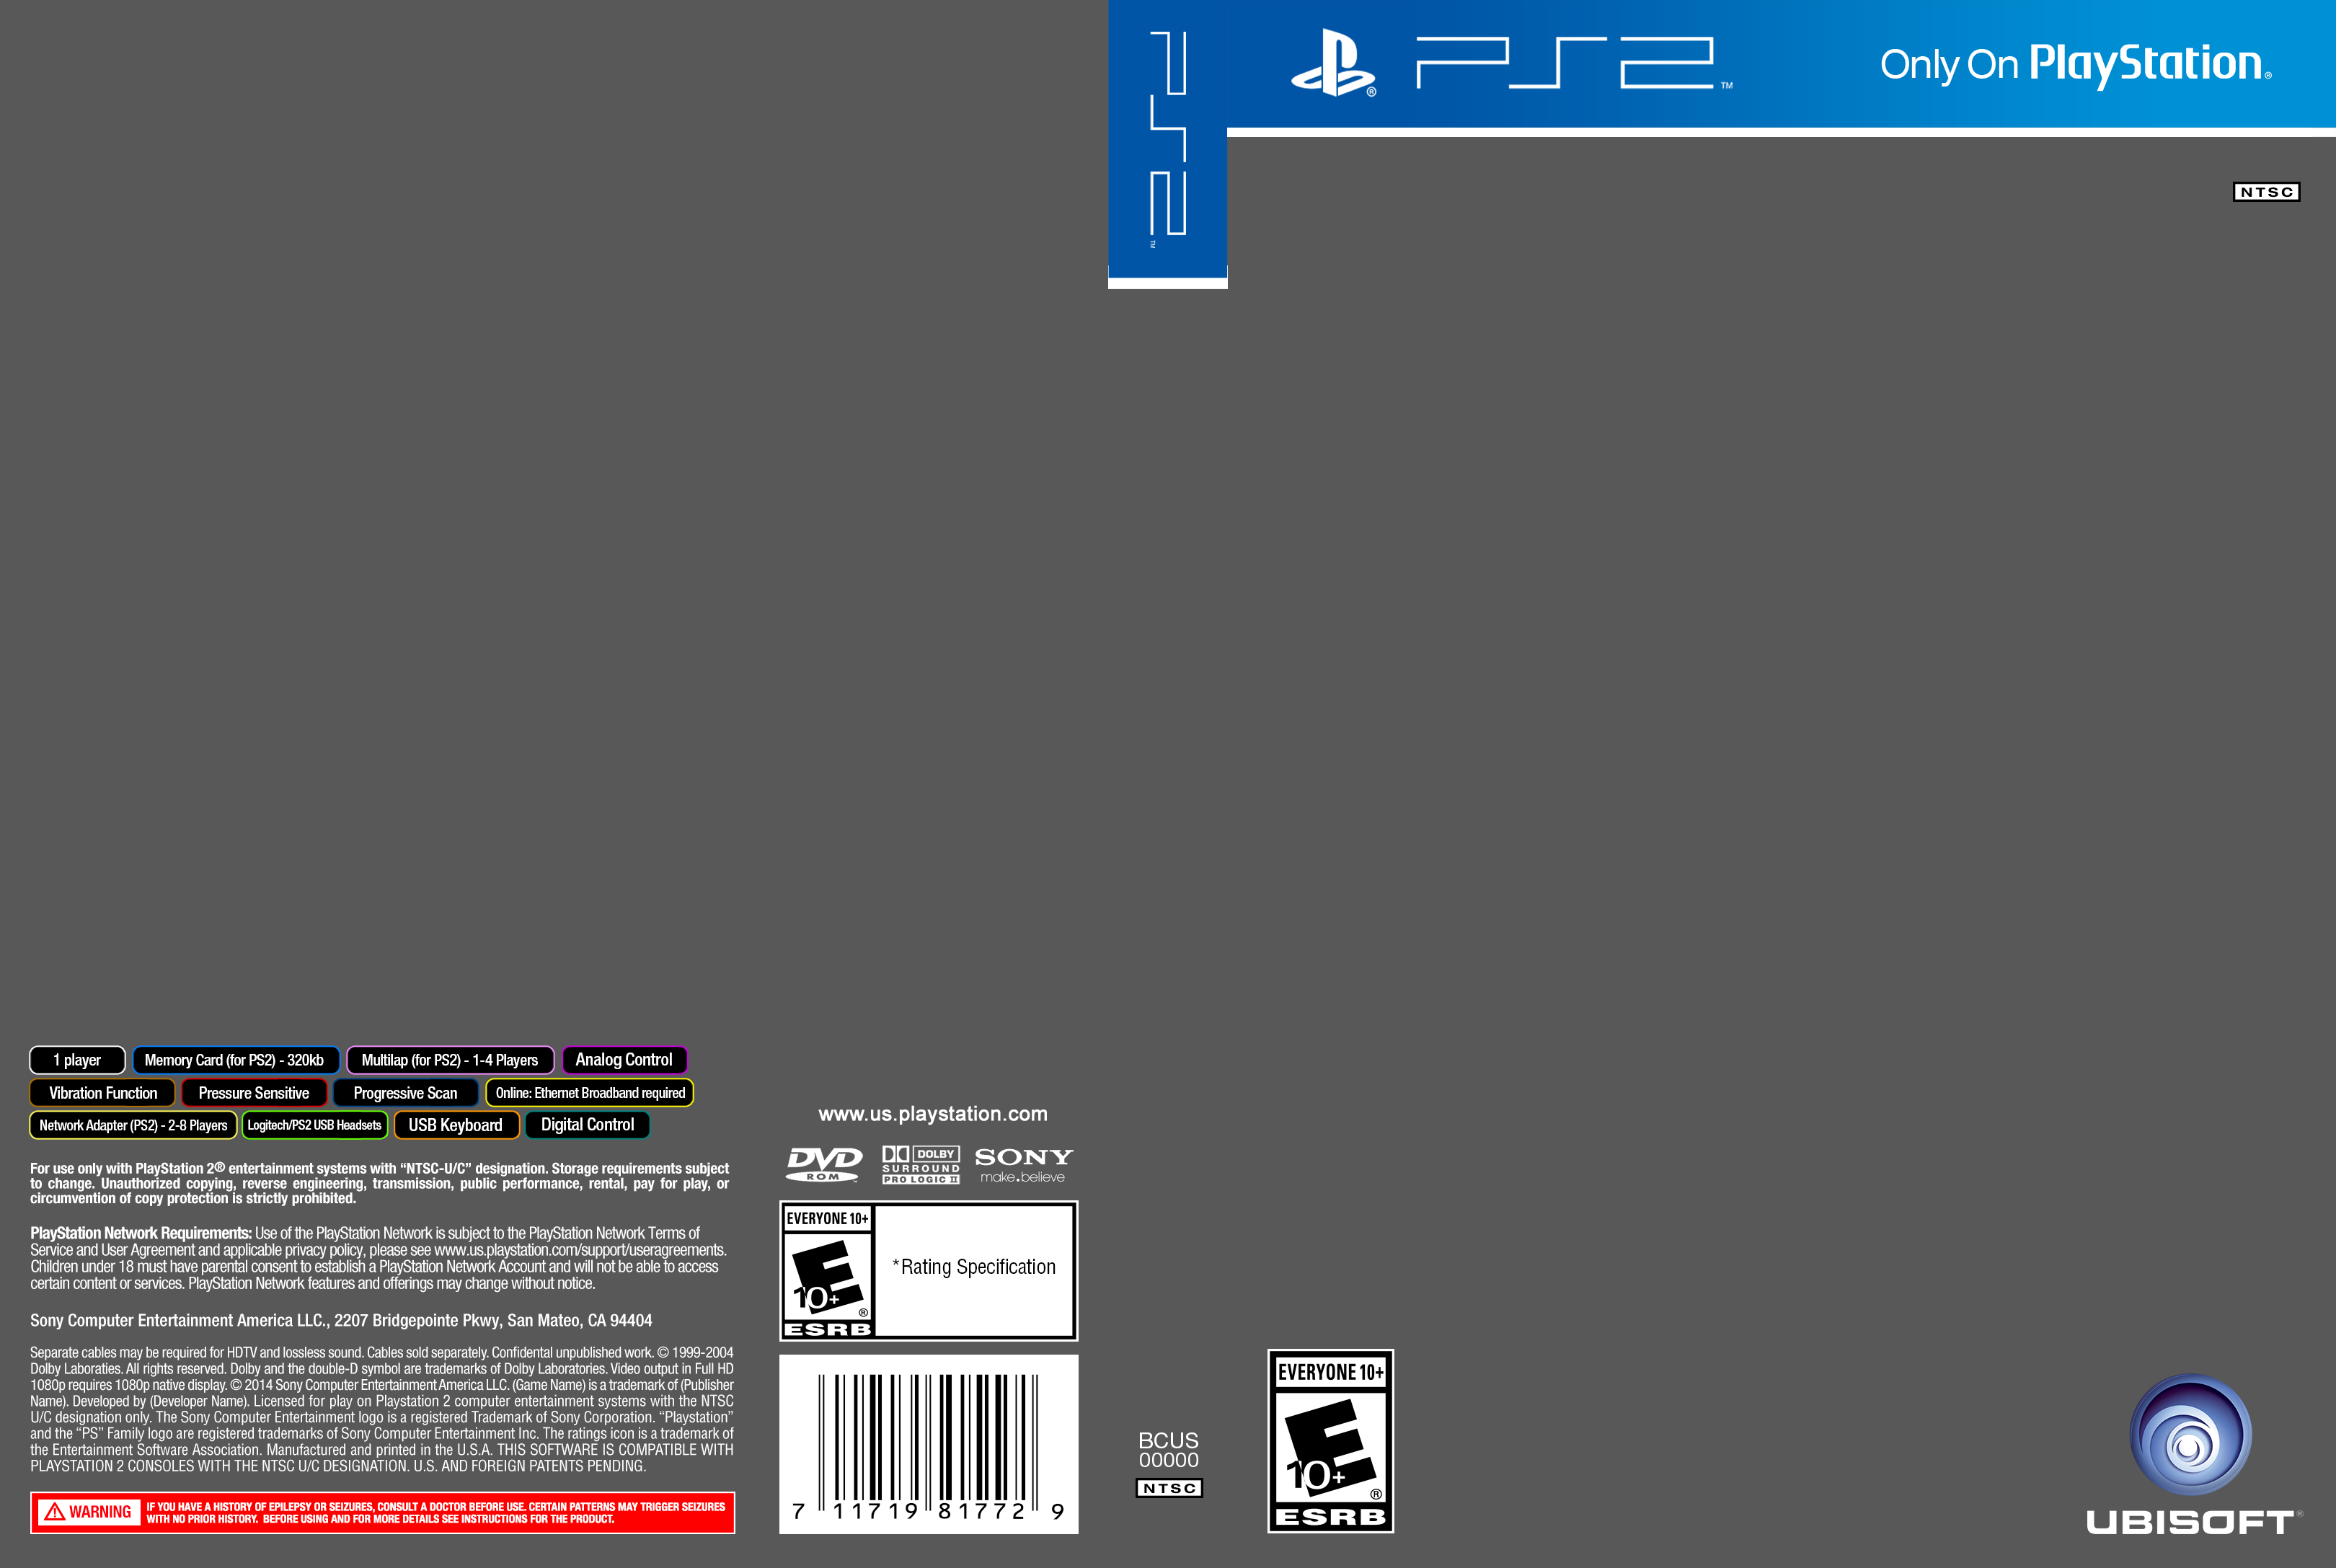 PS2™
PS2™
Only On PlayStation®
NTSC
1 player
Memory Card (for PS2) - 320kb
Multilap (for PS2) - 1-4 Players
Analog Control
Vibration Function
Pressure Sensitive
Progressive Scan
Online: Ethernet Broadband required
Network Adapter (PS2) - 2-8 Players
Logitech/PS2 USB Headsets
USB Keyboard
Digital Control
For use only with PlayStation 2® entertainment systems with “NTSC-U/C” designation. Storage requirements subject
to change. Unauthorized copying, reverse engineering, transmission, public performance, rental, pay for play, or
circumvention of copy protection is strictly prohibited.
PlayStation Network Requirements: Use of the PlayStation Network is subject to the PlayStation Network Terms of
Service and User Agreement and applicable privacy policy, please see www.us.playstation.com/support/useragreements.
Children under 18 must have parental consent to establish a PlayStation Network Account and will not be able to access
certain content or services. PlayStation Network features and offerings may change without notice.
Sony Computer Entertainment America LLC., 2207 Bridgepointe Pkwy, San Mateo, CA 94404
Separate cables may be required for HDTV and lossless sound. Cables sold separately. Confidental unpublished work. © 1999-2004
Dolby Laboraties. All rights reserved. Dolby and the double-D symbol are trademarks of Dolby Laboratories. Video output in Full HD
1080p requires 1080p native display. © 2014 Sony Computer Entertainment America LLC. (Game Name) is a trademark of (Publisher
Name). Developed by (Developer Name). Licensed for play on Playstation 2 computer entertainment systems with the NTSC
U/C designation only. The Sony Computer Entertainment logo is a registered Trademark of Sony Corporation. “Playstation”
and the “PS” Family logo are registered trademarks of Sony Computer Entertainment Inc. The ratings icon is a trademark of
the Entertainment Software Association. Manufactured and printed in the U.S.A. THIS SOFTWARE IS COMPATIBLE WITH
PLAYSTATION 2 CONSOLES WITH THE NTSC U/C DESIGNATION. U.S. AND FOREIGN PATENTS PENDING.
WARNING
IF YOU HAVE A HISTORY OF EPILEPSY OR SEIZURES, CONSULT A DOCTOR BEFORE USE. CERTAIN PATTERNS MAY TRIGGER SEIZURES
WITH NO PRIOR HISTORY. BEFORE USING AND FOR MORE DETAILS SEE INSTRUCTIONS FOR THE PRODUCT.
www.us.playstation.com
DVD
ROM
DOLBY
SURROUND
PRO LOGIC II
SONY
make.believe
EVERYONE 10+
E
10+
®
ESRB
*Rating Specification
7 11719 81772 9
BCUS
00000
NTSC
EVERYONE 10+
E
10+
®
ESRB
UBISOFT®